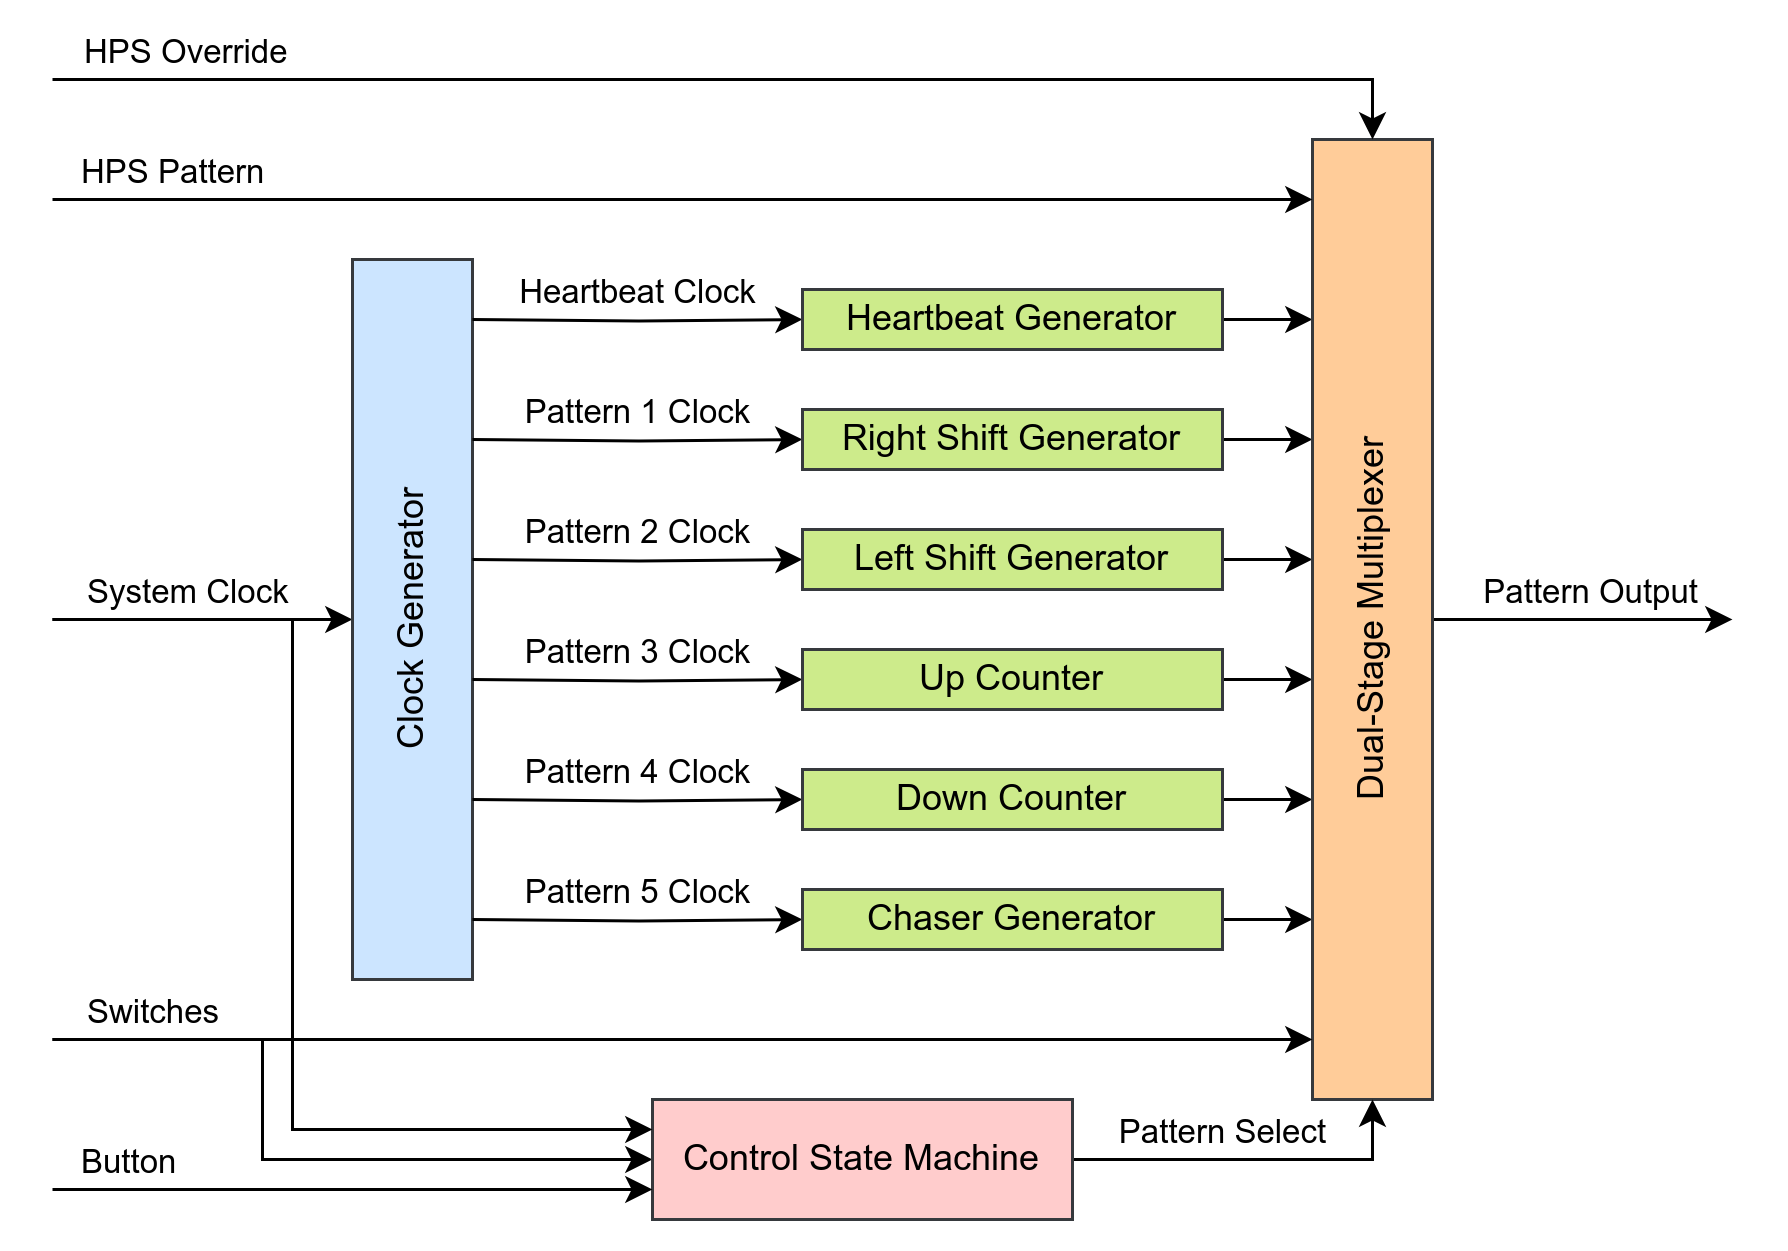 HPS Override
HPS Pattern
Heartbeat Clock
Heartbeat Generator
Pattern 1 Clock
Right Shift Generator
Pattern 2 Clock
Left Shift Generator
System Clock
Clock Generator
Pattern 3 Clock
Up Counter
Dual-Stage Multiplexer
Pattern Output
Pattern 4 Clock
Down Counter
Pattern 5 Clock
Chaser Generator
Switches
Button
Control State Machine
Pattern Select